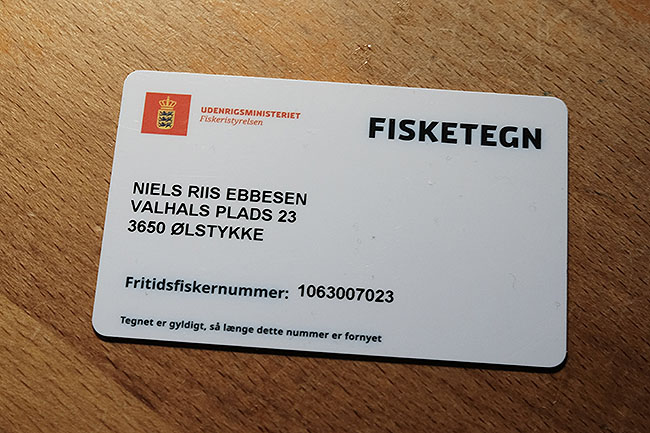 UDENRIGSMINISTERIET
Fiskeristyrelsen
FISKETEGN
NIELS RIIS EBBESEN
VALHALS PLADS 23
3650 ØLSTYKKE
Fritidsfiskernummer: 1063007023
Tegnet er gyldigt, så længe dette nummer er fornyet